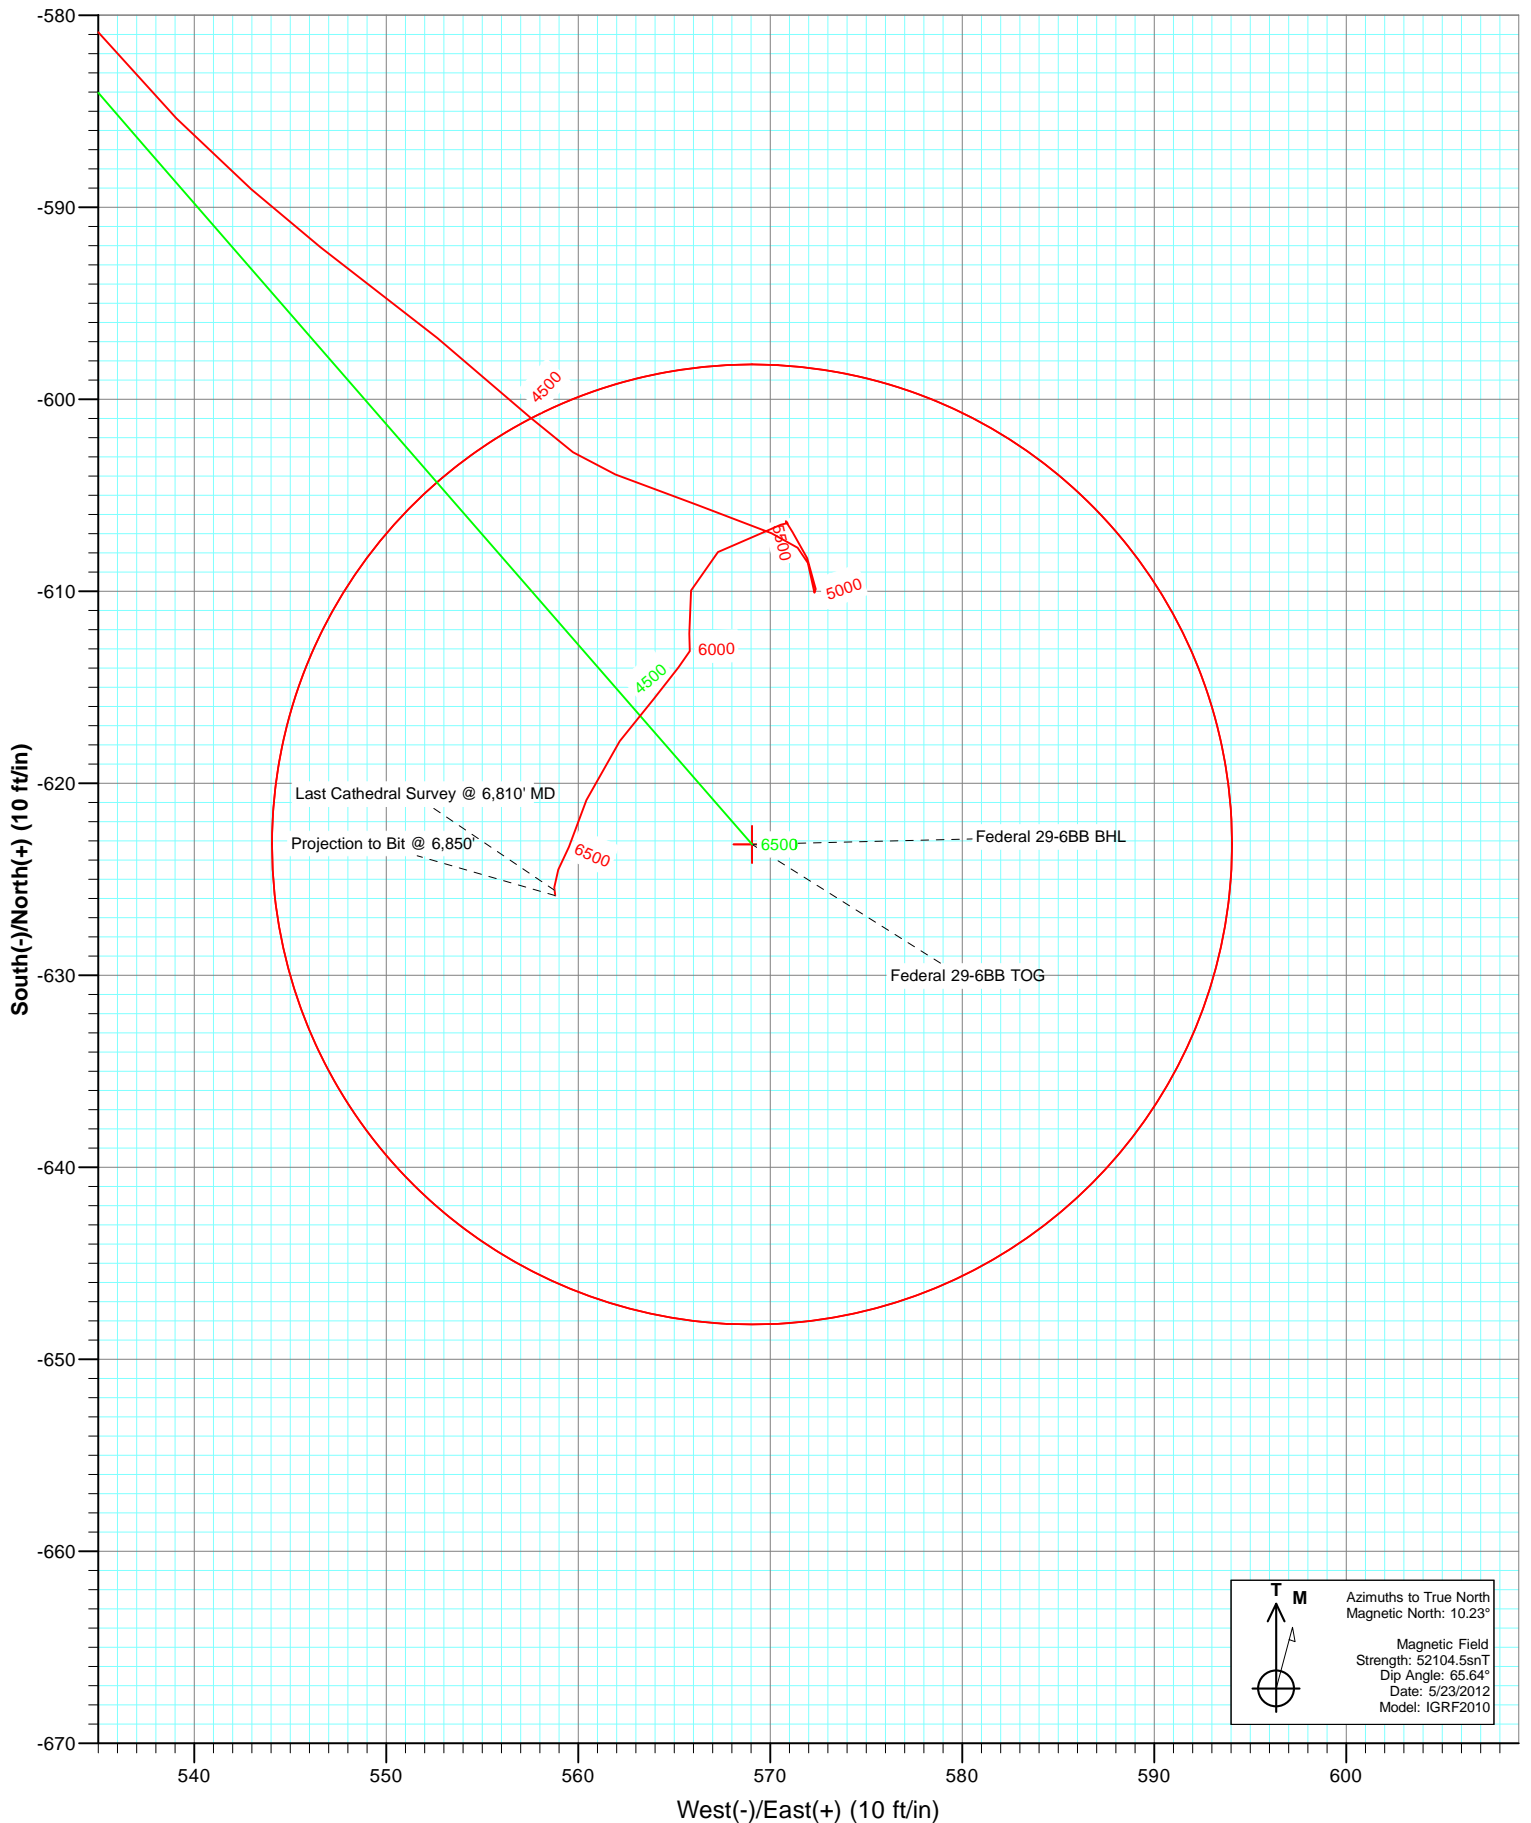 -580
-590
-600
-610
-620
-630
-640
-650
-660
-670
South(-)/North(+) (10 ft/in)
4500
5500
5000
6000
4500
Last Cathedral Survey @ 6,810' MD
Projection to Bit @ 6,850'
6500
6500
Federal 29-6BB BHL
Federal 29-6BB TOG
T
M
Azimuths to True North
Magnetic North: 10.23°
Magnetic Field
Strength: 52104.5snT
Dip Angle: 65.64°
Date: 5/23/2012
Model: IGRF2010
540
550
560
570
580
590
600
West(-)/East(+) (10 ft/in)